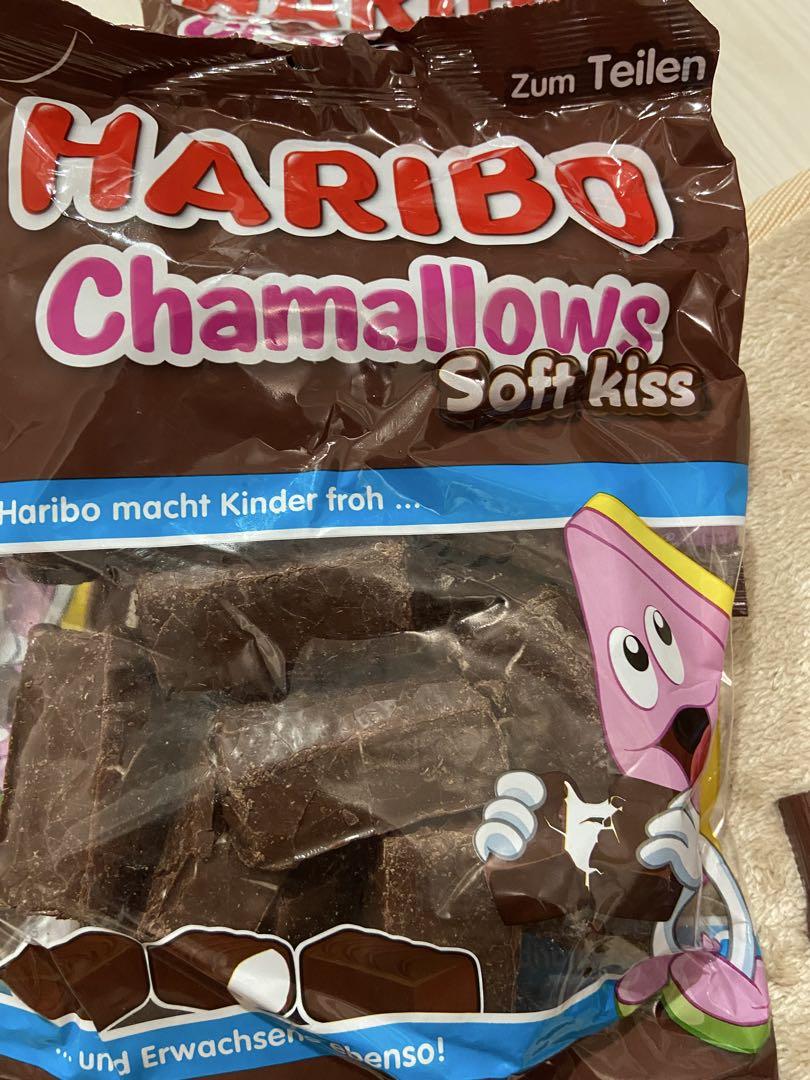 Zum Teilen
HARIBO
Chamallows
Soft kiss
Haribo macht Kinder froh ...
... und Erwachsene ebenso!